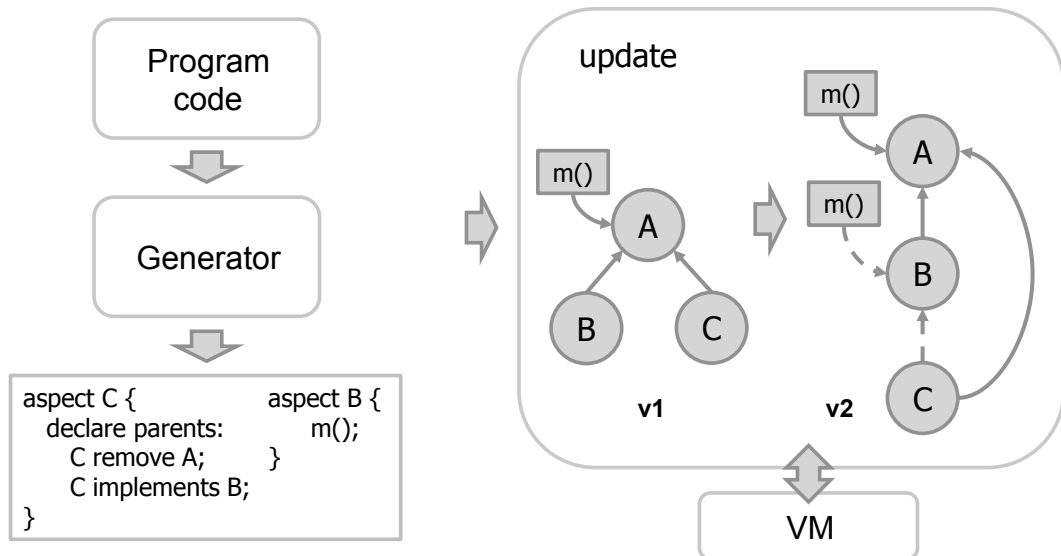 Program
code
Generator
aspect C {
declare parents:
C remove A;
C implements B;
}
aspect B {
m();
}
update
m()
A
B
C
v1
m()
A
m()
B
C
v2
VM